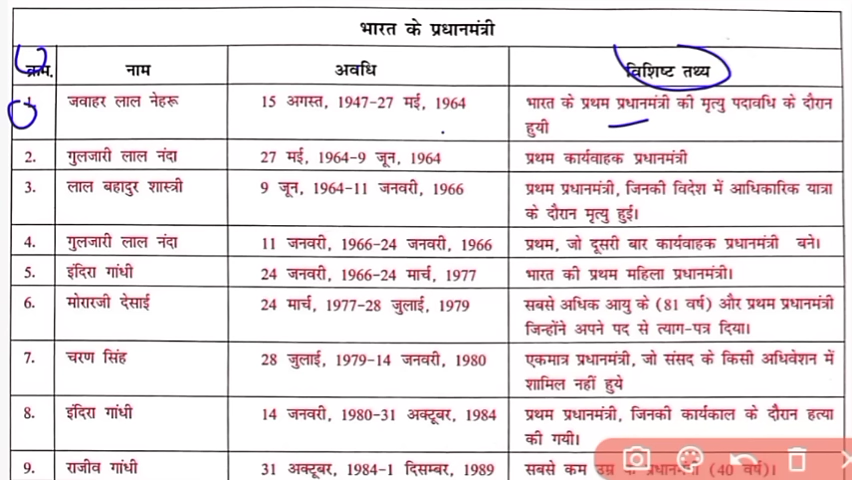 भारत के प्रधानमंत्री
क्रम. नाम अवधि विशिष्ट तथ्य
1. जवाहर लाल नेहरू 15 अगस्त, 1947-27 मई, 1964 भारत के प्रथम प्रधानमंत्री की मृत्यु पदावधि के दौरान
हुयी
2. गुलजारी लाल नंदा 27 मई, 1964-9 जून, 1964 प्रथम कार्यवाहक प्रधानमंत्री
3. लाल बहादुर शास्त्री 9 जून, 1964-11 जनवरी, 1966 प्रथम प्रधानमंत्री, जिनकी विदेश में आधिकारिक यात्रा
के दौरान मृत्यु हुई।
4. गुलजारी लाल नंदा 11 जनवरी, 1966-24 जनवरी, 1966 प्रथम, जो दूसरी बार कार्यवाहक प्रधानमंत्री बने।
5. इंदिरा गांधी 24 जनवरी, 1966-24 मार्च, 1977 भारत की प्रथम महिला प्रधानमंत्री।
6. मोरारजी देसाई 24 मार्च, 1977-28 जुलाई, 1979 सबसे अधिक आयु के (81 वर्ष) और प्रथम प्रधानमंत्री
जिन्होंने अपने पद से त्याग-पत्र दिया।
7. चरण सिंह 28 जुलाई, 1979-14 जनवरी, 1980 एकमात्र प्रधानमंत्री, जो संसद के किसी अधिवेशन में
शामिल नहीं हुये
8. इंदिरा गांधी 14 जनवरी, 1980-31 अक्टूबर, 1984 प्रथम प्रधानमंत्री, जिनकी कार्यकाल के दौरान हत्या
की गयी।
9. राजीव गांधी 31 अक्टूबर, 1984-1 दिसम्बर, 1989 सबसे कम उम्र के प्रधानमंत्री (40 वर्ष)।